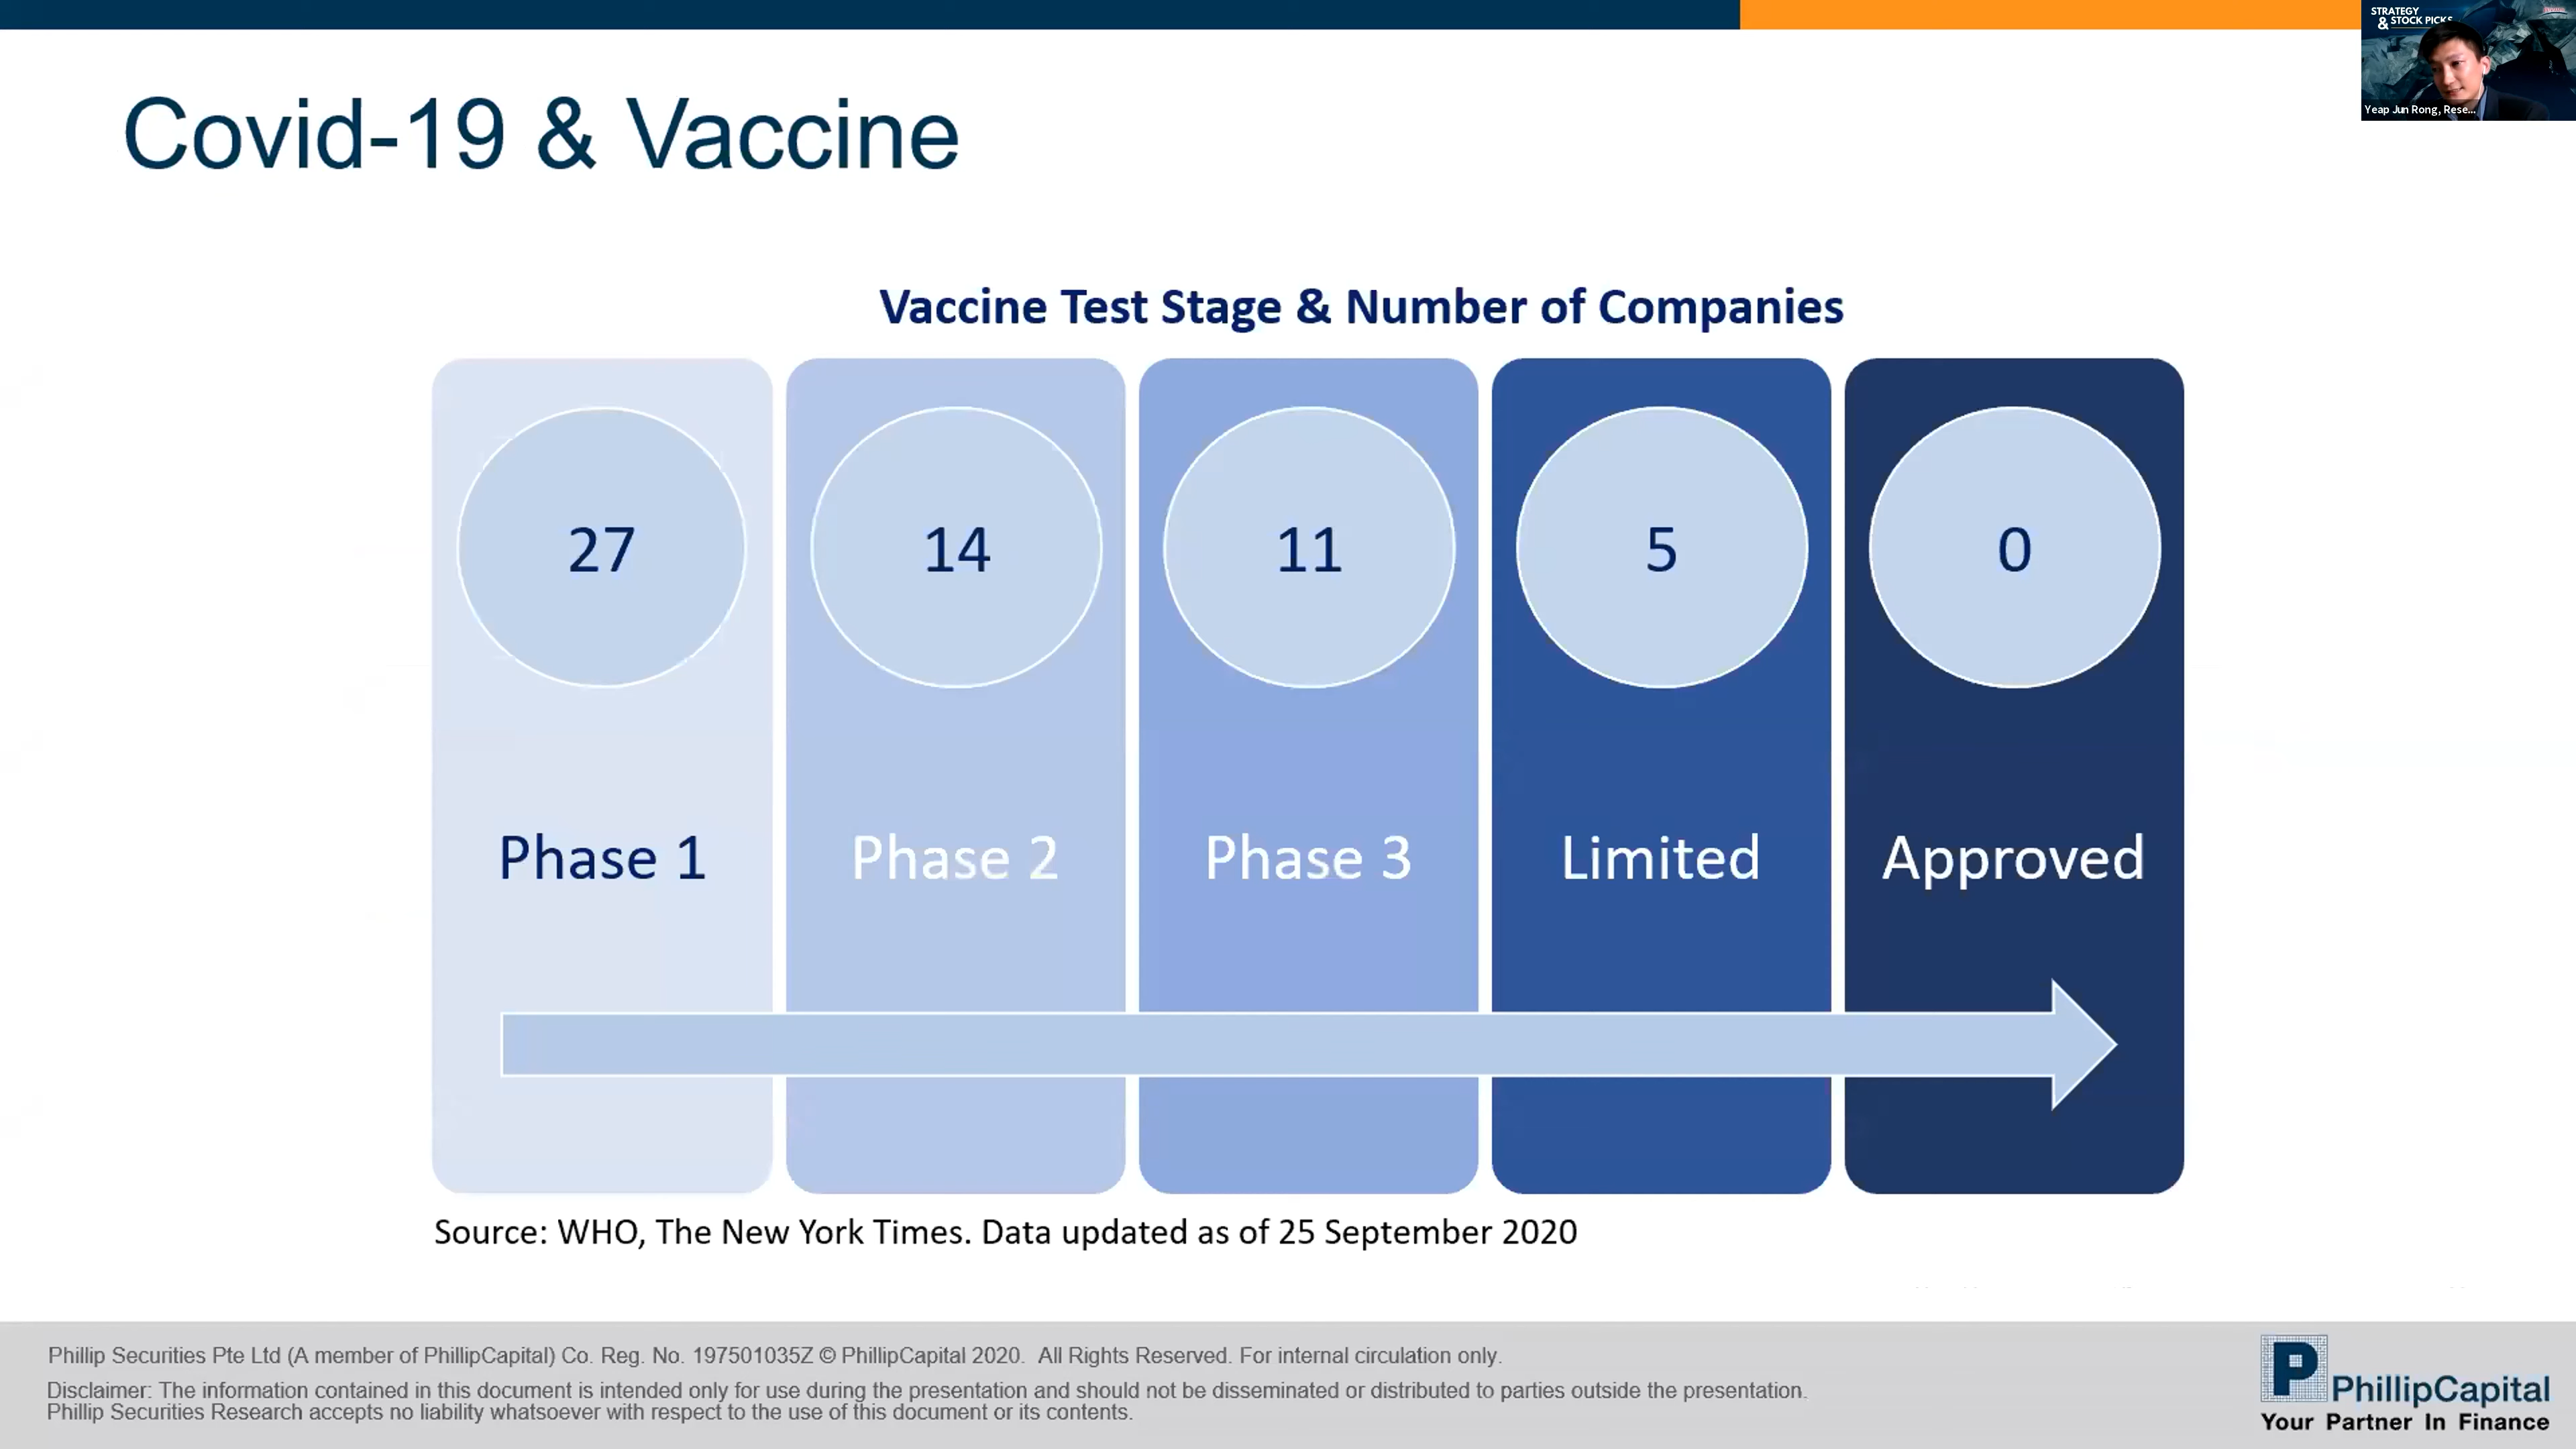 STRATEGY
& STOCK PICKS
Yeap Jun Rong, Rese...
Covid-19 & Vaccine
Vaccine Test Stage & Number of Companies
27
14
11
5
0
Phase 1
Phase 2
Phase 3
Limited
Approved
Source: WHO, The New York Times. Data updated as of 25 September 2020
Phillip Securities Pte Ltd (A member of PhillipCapital) Co. Reg. No. 197501035Z © PhillipCapital 2020. All Rights Reserved. For internal circulation only.
Disclaimer: The information contained in this document is intended only for use during the presentation and should not be disseminated or distributed to parties outside the presentation.
Phillip Securities Research accepts no liability whatsoever with respect to the use of this document or its contents.
P
PhillipCapital
Your Partner In Finance